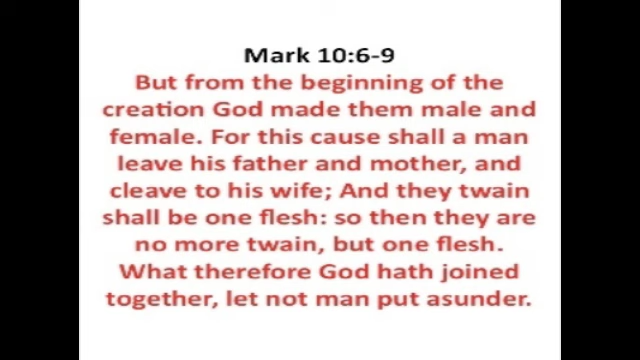 Mark 10:6-9
But from the beginning of the
creation God made them male and
female. For this cause shall a man
leave his father and mother, and
cleave to his wife; And they twain
shall be one flesh: so then they are
no more twain, but one flesh.
What therefore God hath joined
together, let not man put asunder.